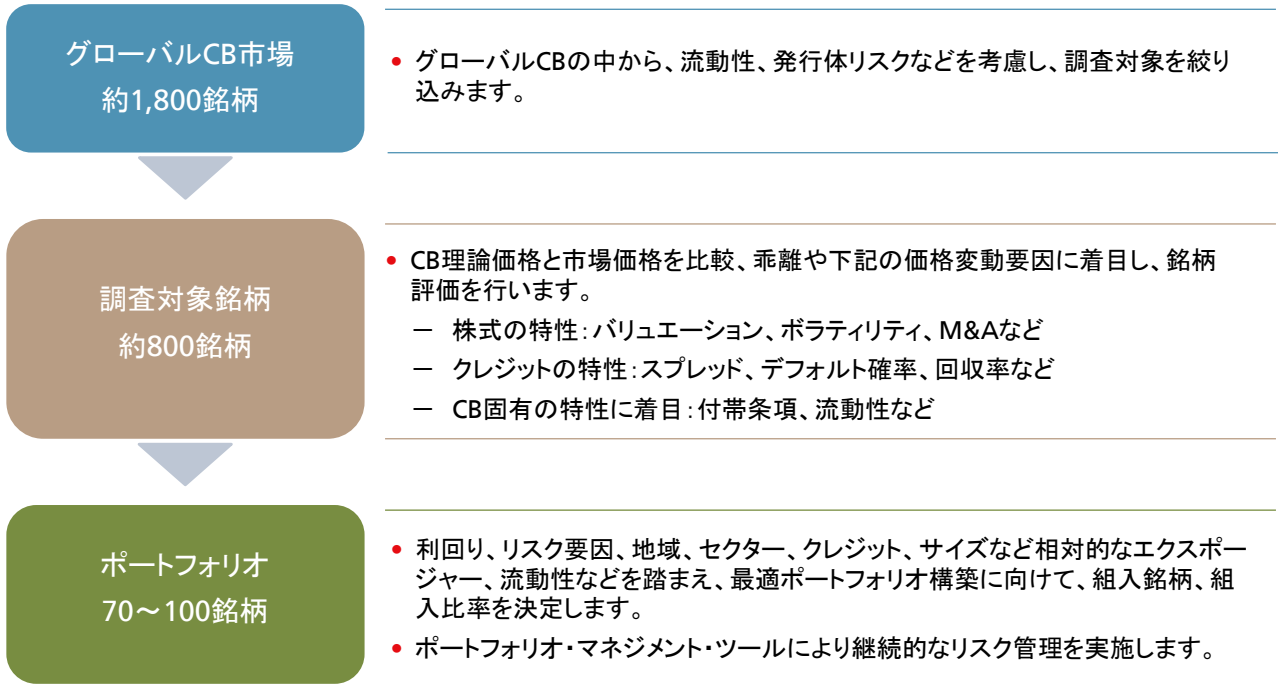 グローバルCB市場
約1,800銘柄
• グローバルCBの中から、流動性、発行体リスクなどを考慮し、調査対象を絞り
込みます。
調査対象銘柄
約800銘柄
• CB理論価格と市場価格を比較、乖離や下記の価格変動要因に着目し、銘柄
評価を行います。
― 株式の特性：バリュエーション、ボラティリティ、M&Aなど
― クレジットの特性：スプレッド、デフォルト確率、回収率など
― CB固有の特性に着目：付帯条項、流動性など
ポートフォリオ
70～100銘柄
• 利回り、リスク要因、地域、セクター、クレジット、サイズなど相対的なエクスポー
ジャー、流動性などを踏まえ、最適ポートフォリオ構築に向けて、組入銘柄、組
入比率を決定します。
• ポートフォリオ・マネジメント・ツールにより継続的なリスク管理を実施します。